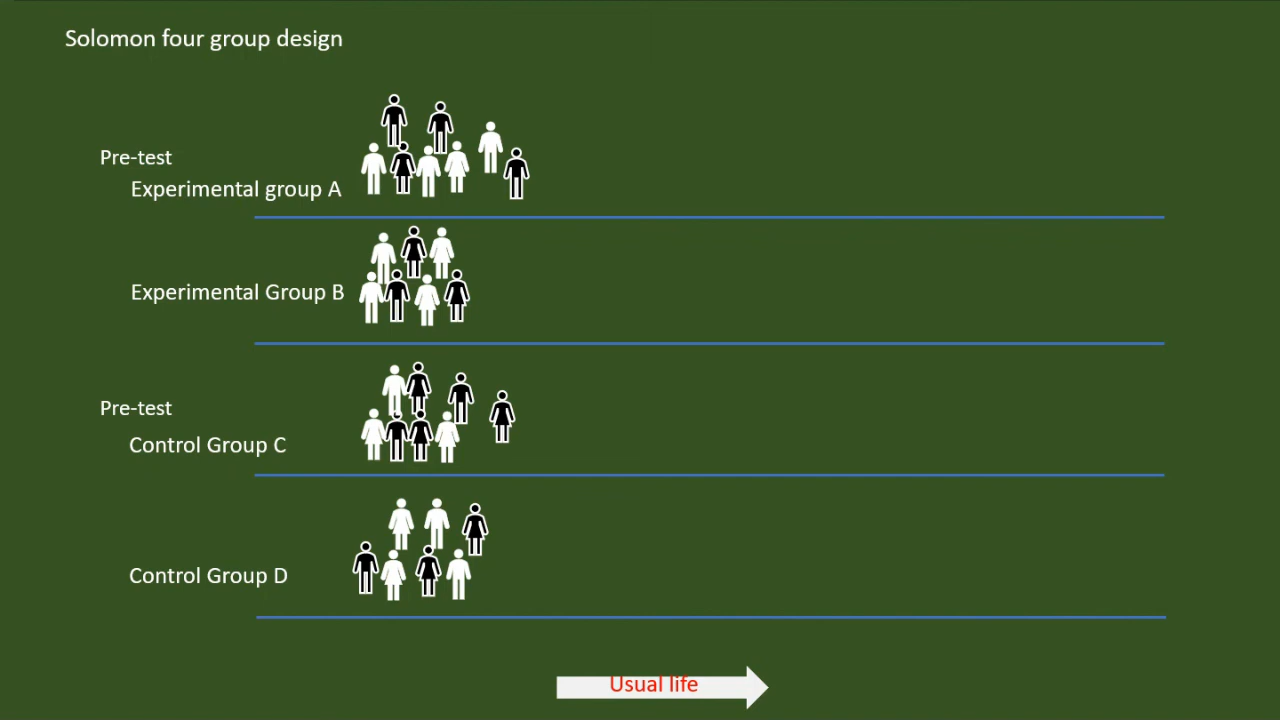 Solomon four group design
Pre-test
Experimental group A
Experimental Group B
Pre-test
Control Group C
Control Group D
Usual life